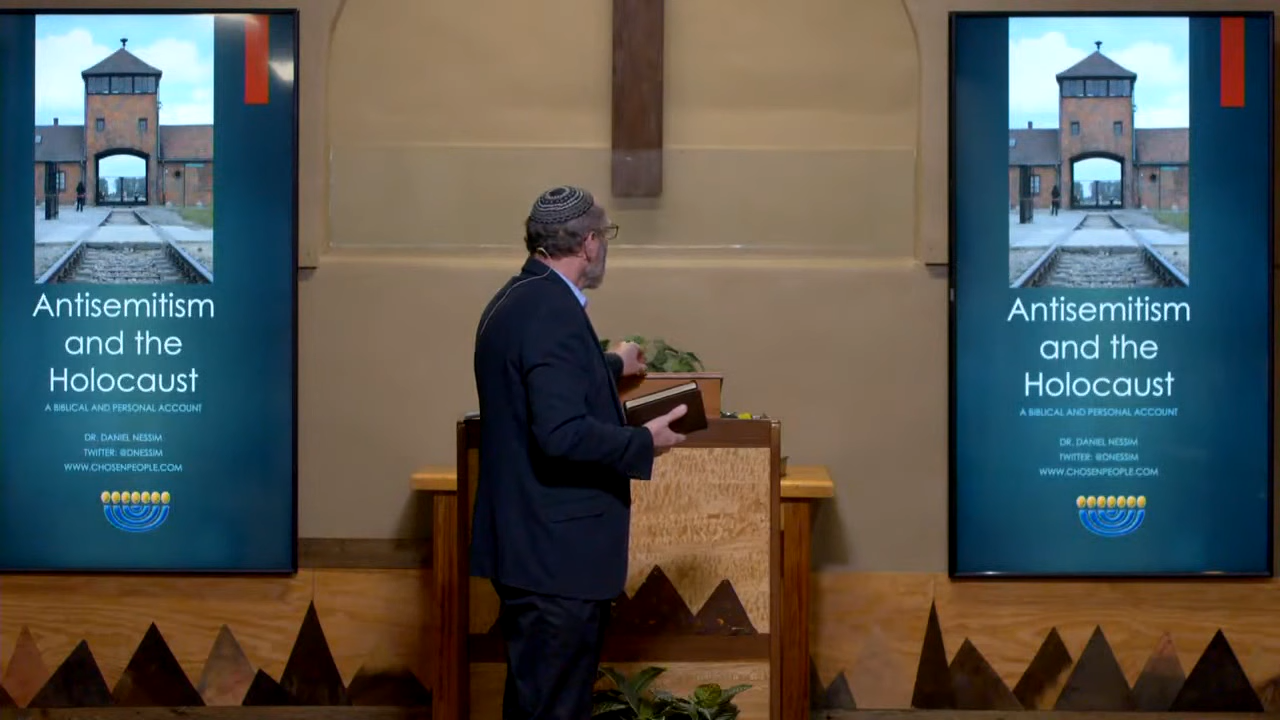 Antisemitism
and the
Holocaust
A BIBLICAL AND PERSONAL ACCOUNT
DR. DANIEL NESSIM
TWITTER: @DNESSIM
WWW.CHOSENPEOPLE.COM
Antisemitism
and the
Holocaust
A BIBLICAL AND PERSONAL ACCOUNT
DR. DANIEL NESSIM
TWITTER: @DNESSIM
WWW.CHOSENPEOPLE.COM